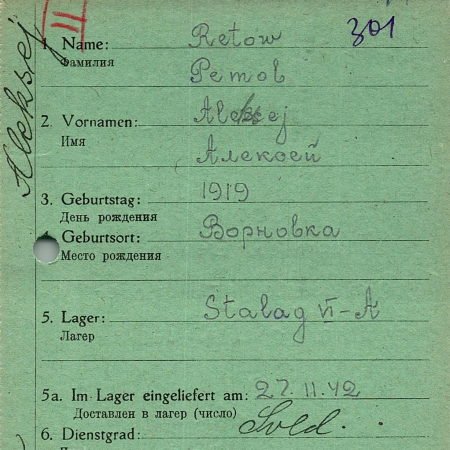 Aleksej
II
301
1. Name: Retow
Фамилия Ретов
2. Vornamen: Aleksej
Имя Алексей
3. Geburtstag: 1919
День рождения
Geburtsort: Ворновка
Место рождения
5. Lager: Stalag VI-A
Лагер
5a. Im Lager eingeliefert am: 27.11.42
Доставлен в лагер (число)
6. Dienstgrad: Sold.